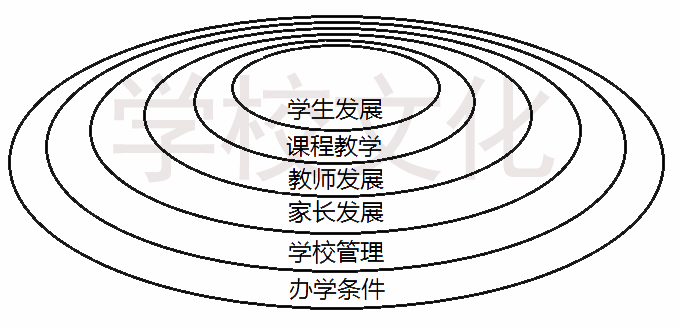 学校文化
学生发展
课程教学
教师发展
家长发展
学校管理
办学条件